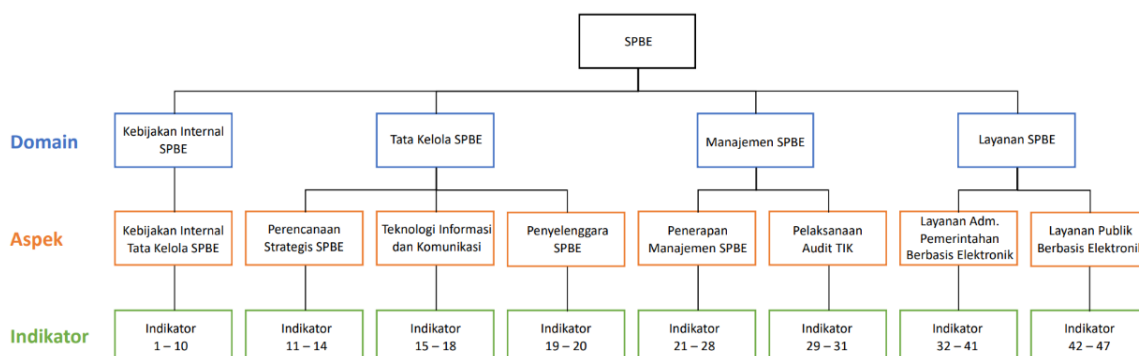 SPBE
Domain
Kebijakan Internal
SPBE
Tata Kelola SPBE
Manajemen SPBE
Layanan SPBE
Aspek
Kebijakan Internal
Tata Kelola SPBE
Perencanaan
Strategis SPBE
Teknologi Informasi
dan Komunikasi
Penyelenggara
SPBE
Penerapan
Manajemen SPBE
Pelaksanaan
Audit TIK
Layanan Adm.
Pemerintahan
Berbasis Elektronik
Layanan Publik
Berbasis Elektronik
Indikator
Indikator
1 – 10
Indikator
11 – 14
Indikator
15 – 18
Indikator
19 – 20
Indikator
21 – 28
Indikator
29 – 31
Indikator
32 – 41
Indikator
42 – 47